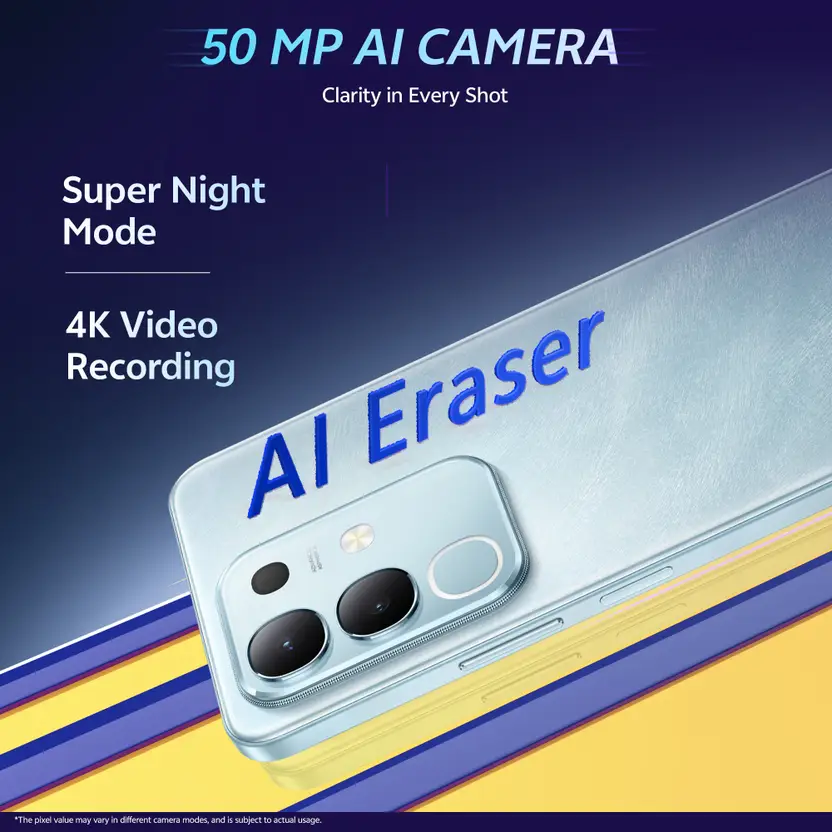 50 MP AI CAMERA
Clarity in Every Shot
Super Night
Mode
4K Video
Recording
AI Eraser
*The pixel value may vary in different camera modes, and is subject to actual usage.